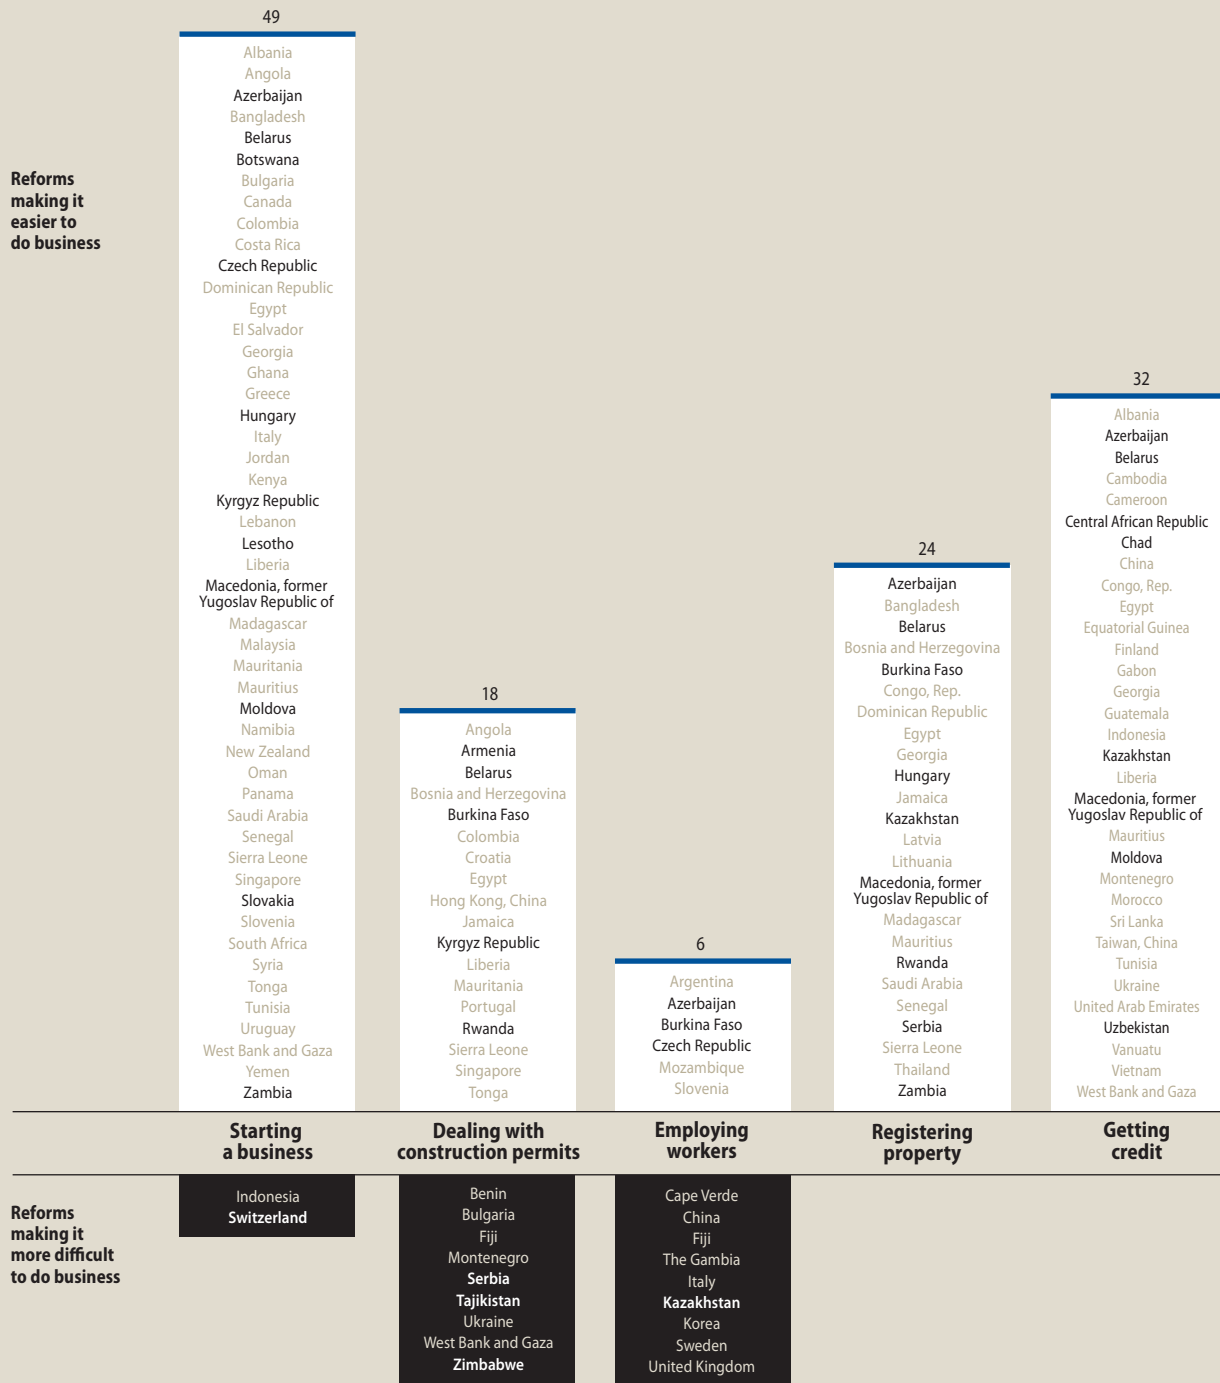 49
Albania
Angola
Azerbaijan
Bangladesh
Belarus
Botswana
Bulgaria
Canada
Colombia
Costa Rica
Czech Republic
Dominican Republic
Egypt
El Salvador
Georgia
Ghana
Greece
Hungary
Italy
Jordan
Kenya
Kyrgyz Republic
Lebanon
Lesotho
Liberia
Macedonia, former
Yugoslav Republic of
Madagascar
Malaysia
Mauritania
Mauritius
Moldova
Namibia
New Zealand
Oman
Panama
Saudi Arabia
Senegal
Sierra Leone
Singapore
Slovakia
Slovenia
South Africa
Syria
Tonga
Tunisia
Uruguay
West Bank and Gaza
Yemen
Zambia
Reforms
making it
easier to
do business
18
Angola
Armenia
Belarus
Bosnia and Herzegovina
Burkina Faso
Colombia
Croatia
Egypt
Hong Kong, China
Jamaica
Kyrgyz Republic
Liberia
Mauritania
Portugal
Rwanda
Sierra Leone
Singapore
Tonga
6
Argentina
Azerbaijan
Burkina Faso
Czech Republic
Mozambique
Slovenia
24
Azerbaijan
Bangladesh
Belarus
Bosnia and Herzegovina
Burkina Faso
Congo, Rep.
Dominican Republic
Egypt
Georgia
Hungary
Jamaica
Kazakhstan
Latvia
Lithuania
Macedonia, former
Yugoslav Republic of
Madagascar
Mauritius
Rwanda
Saudi Arabia
Senegal
Serbia
Sierra Leone
Thailand
Zambia
32
Albania
Azerbaijan
Belarus
Cambodia
Cameroon
Central African Republic
Chad
China
Congo, Rep.
Egypt
Equatorial Guinea
Finland
Gabon
Georgia
Guatemala
Indonesia
Kazakhstan
Liberia
Macedonia, former
Yugoslav Republic of
Mauritius
Moldova
Montenegro
Morocco
Sri Lanka
Taiwan, China
Tunisia
Ukraine
United Arab Emirates
Uzbekistan
Vanuatu
Vietnam
West Bank and Gaza
Starting
a business
Dealing with
construction permits
Employing
workers
Registering
property
Getting
credit
Reforms
making it
more difficult
to do business
Indonesia
Switzerland
Benin
Bulgaria
Fiji
Montenegro
Serbia
Tajikistan
Ukraine
West Bank and Gaza
Zimbabwe
Cape Verde
China
Fiji
The Gambia
Italy
Kazakhstan
Korea
Sweden
United Kingdom